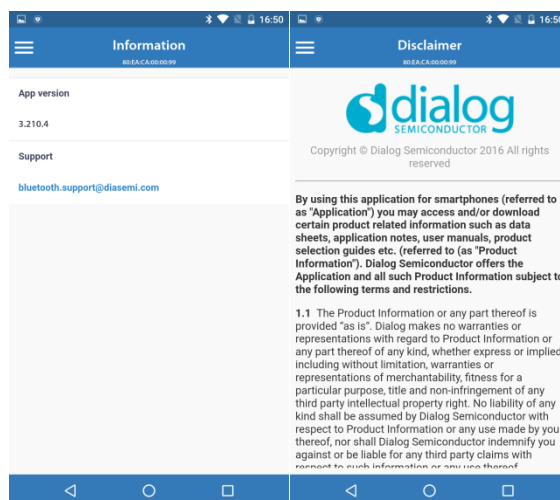 16:50
Information
80:EA:CA:00:00:99
App version
3.210.4
Support
bluetooth.support@diasemi.com
16:50
Disclaimer
80:EA:CA:00:00:99
dialog
SEMICONDUCTOR
Copyright © Dialog Semiconductor 2016 All rights
reserved
By using this application for smartphones (referred to
as "Application") you may access and/or download
certain product related information such as data
sheets, application notes, user manuals, product
selection guides etc. (referred to (as "Product
Information"). Dialog Semiconductor offers the
Application and all such Product Information subject to
the following terms and restrictions.
1.1 The Product Information or any part thereof is
provided "as is". Dialog makes no warranties or
representations with regard to Product Information or
any part thereof of any kind, whether express or implied,
including without limitation, warranties or
representations of merchantability, fitness for a
particular purpose, title and non-infringement of any
third party intellectual property right. No liability of any
kind shall be assumed by Dialog Semiconductor with
respect to Product Information or any use made by you
thereof, nor shall Dialog Semiconductor indemnify you
against or be liable for any third party claims with
respect to such information or any use thereof